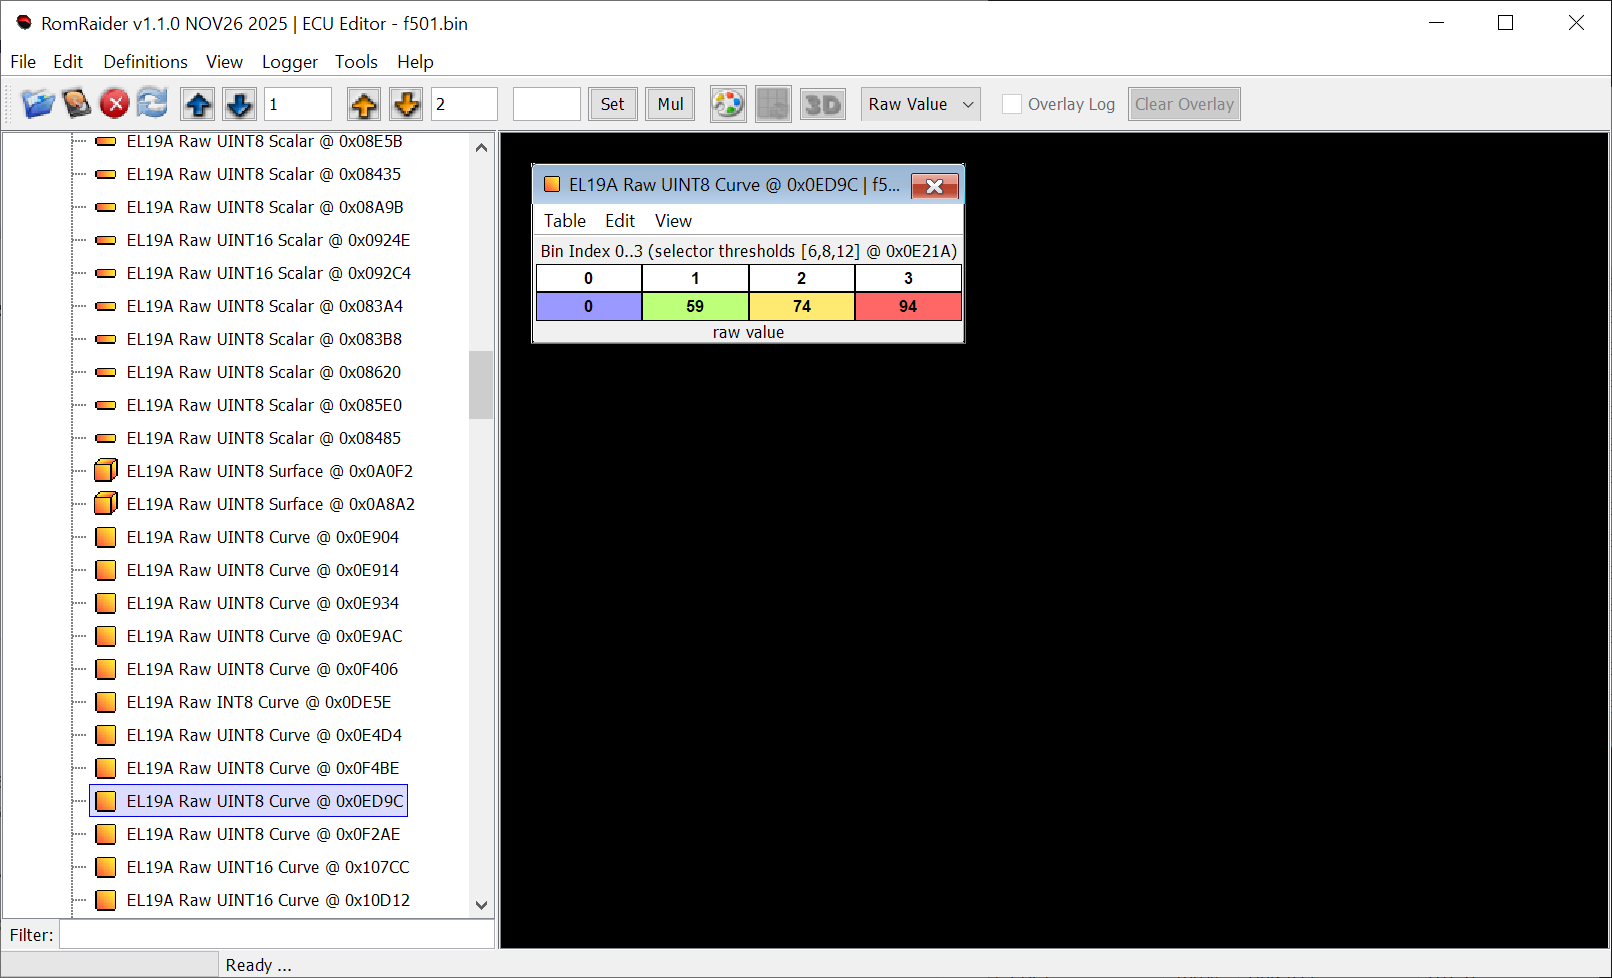 RomRaider v1.1.0 NOV26 2025 | ECU Editor - f501.bin
File Edit Definitions View Logger Tools Help
1 2 Set Mul 3D Raw Value Overlay Log Clear Overlay
EL19A Raw UINT8 Scalar @ 0x08E5B
EL19A Raw UINT8 Scalar @ 0x08435
EL19A Raw UINT8 Scalar @ 0x08A9B
EL19A Raw UINT16 Scalar @ 0x0924E
EL19A Raw UINT16 Scalar @ 0x092C4
EL19A Raw UINT8 Scalar @ 0x083A4
EL19A Raw UINT8 Scalar @ 0x083B8
EL19A Raw UINT8 Scalar @ 0x08620
EL19A Raw UINT8 Scalar @ 0x085E0
EL19A Raw UINT8 Scalar @ 0x08485
EL19A Raw UINT8 Surface @ 0x0A0F2
EL19A Raw UINT8 Surface @ 0x0A8A2
EL19A Raw UINT8 Curve @ 0x0E904
EL19A Raw UINT8 Curve @ 0x0E914
EL19A Raw UINT8 Curve @ 0x0E934
EL19A Raw UINT8 Curve @ 0x0E9AC
EL19A Raw UINT8 Curve @ 0x0F406
EL19A Raw INT8 Curve @ 0x0DE5E
EL19A Raw UINT8 Curve @ 0x0E4D4
EL19A Raw UINT8 Curve @ 0x0F4BE
EL19A Raw UINT8 Curve @ 0x0ED9C
EL19A Raw UINT8 Curve @ 0x0F2AE
EL19A Raw UINT16 Curve @ 0x107CC
EL19A Raw UINT16 Curve @ 0x10D12
Filter:
Ready ...
EL19A Raw UINT8 Curve @ 0x0ED9C | f5...
Table Edit View
Bin Index 0..3 (selector thresholds [6,8,12] @ 0x0E21A)
0 1 2 3
0 59 74 94
raw value